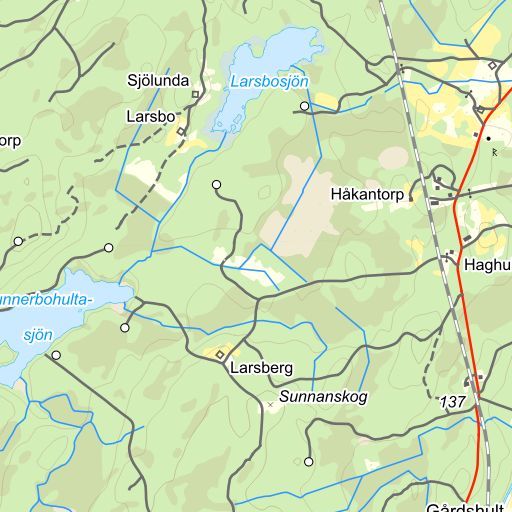 Sjölunda
Larsbosjön
Larsbo
orp
Håkantorp
Haghu
unnerbohulta-
sjön
Larsberg
Sunnanskog
137
Gårdshult